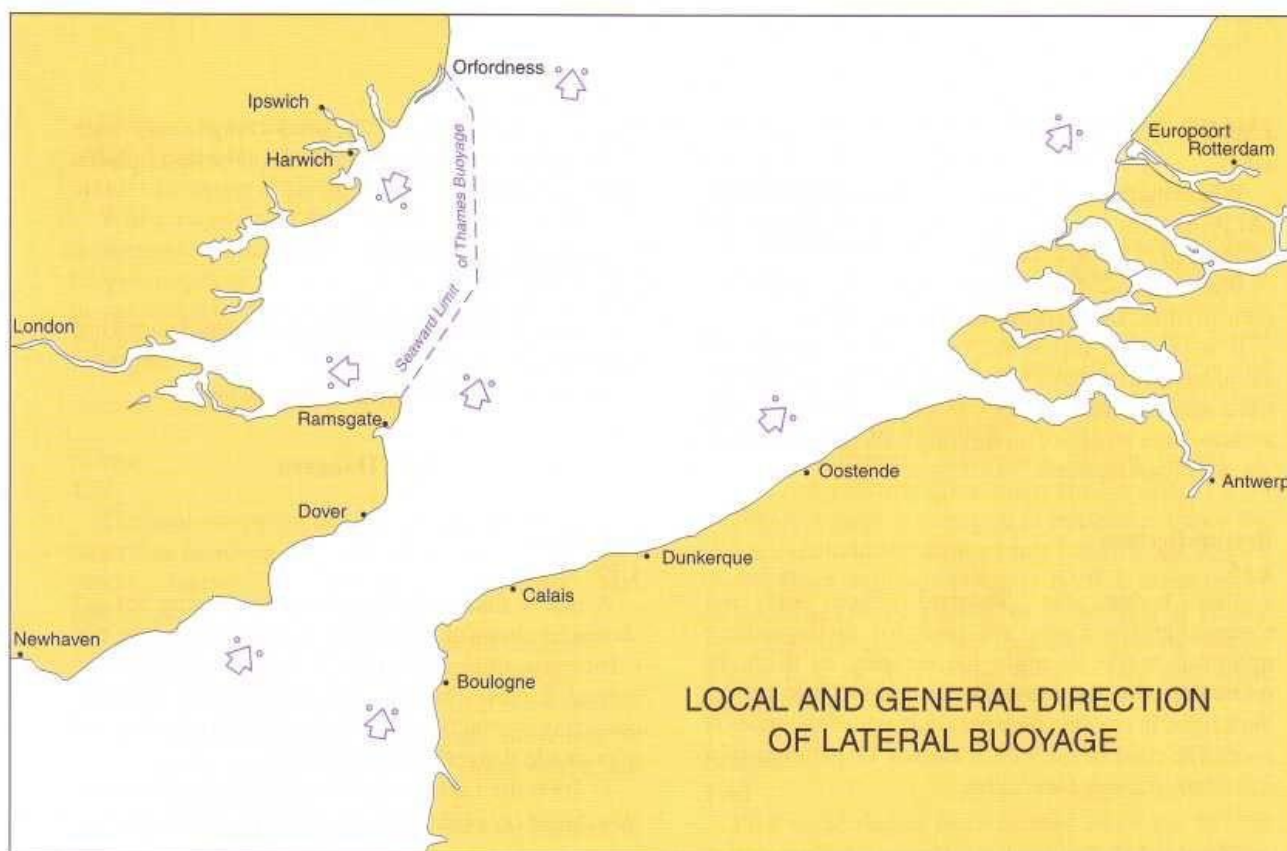 Orfordness
Ipswich
Harwich
Europoort
Rotterdam
Seaward Limit
of Thames Buoyage
London
Ramsgate
Oostende
Antwerp
Dover
Dunkerque
Calais
Newhaven
Boulogne
LOCAL AND GENERAL DIRECTION
OF LATERAL BUOYAGE